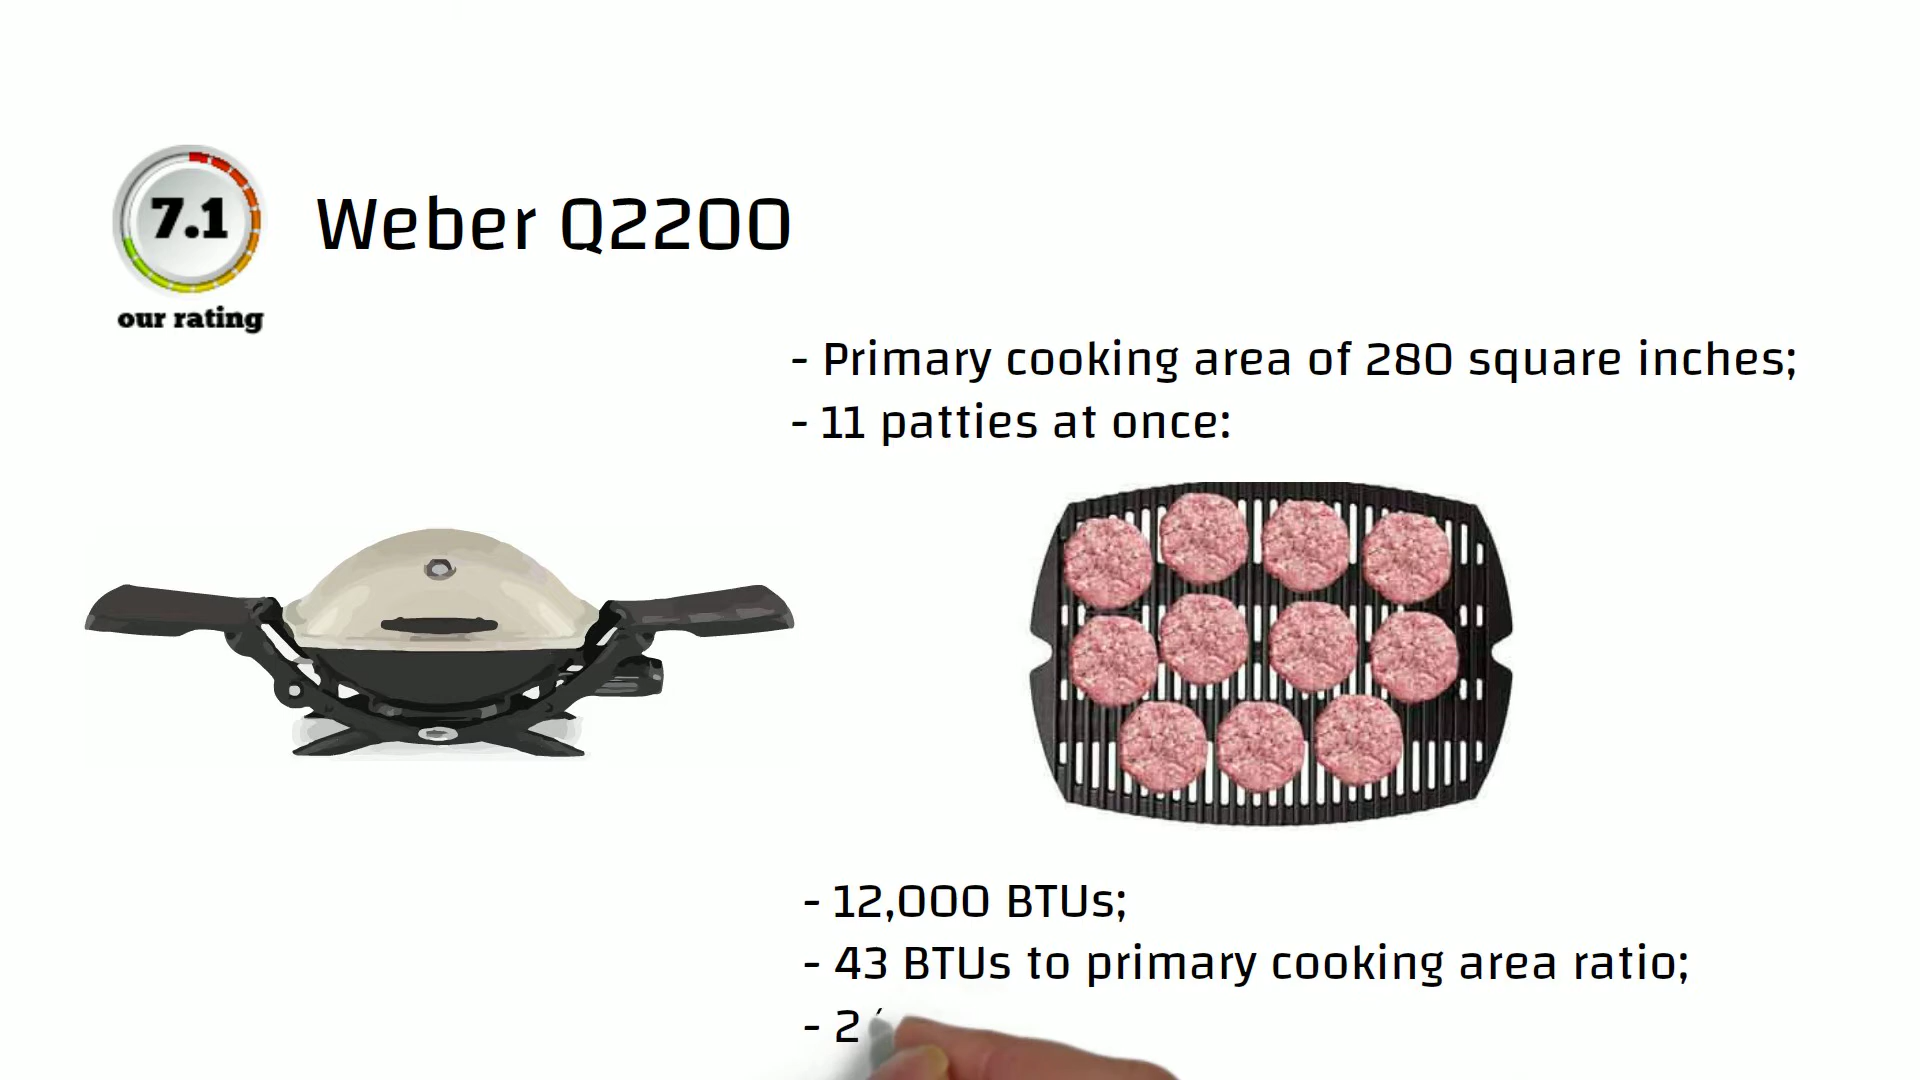 7.1
our rating
Weber Q2200
- Primary cooking area of 280 square inches;
- 11 patties at once:
- 12,000 BTUs;
- 43 BTUs to primary cooking area ratio;
- 2